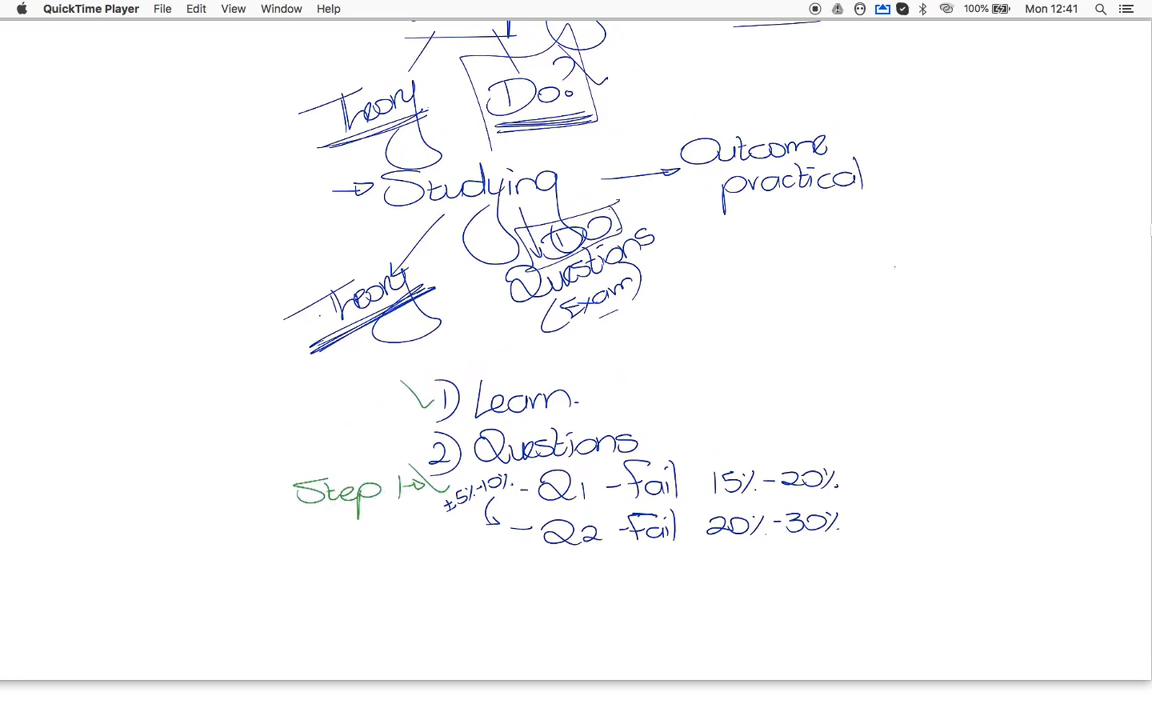 QuickTime Player File Edit View Window Help 100% Mon 12:41
Do?
Theory
Outcome
practical
→ Studying →
Do
Questions
(Exam)
Theory
1) Learn.
2) Questions
Step 1 → ±5%-10%. - Q1 - fail 15% - 20%.
- Q2 - fail 20% - 30%.